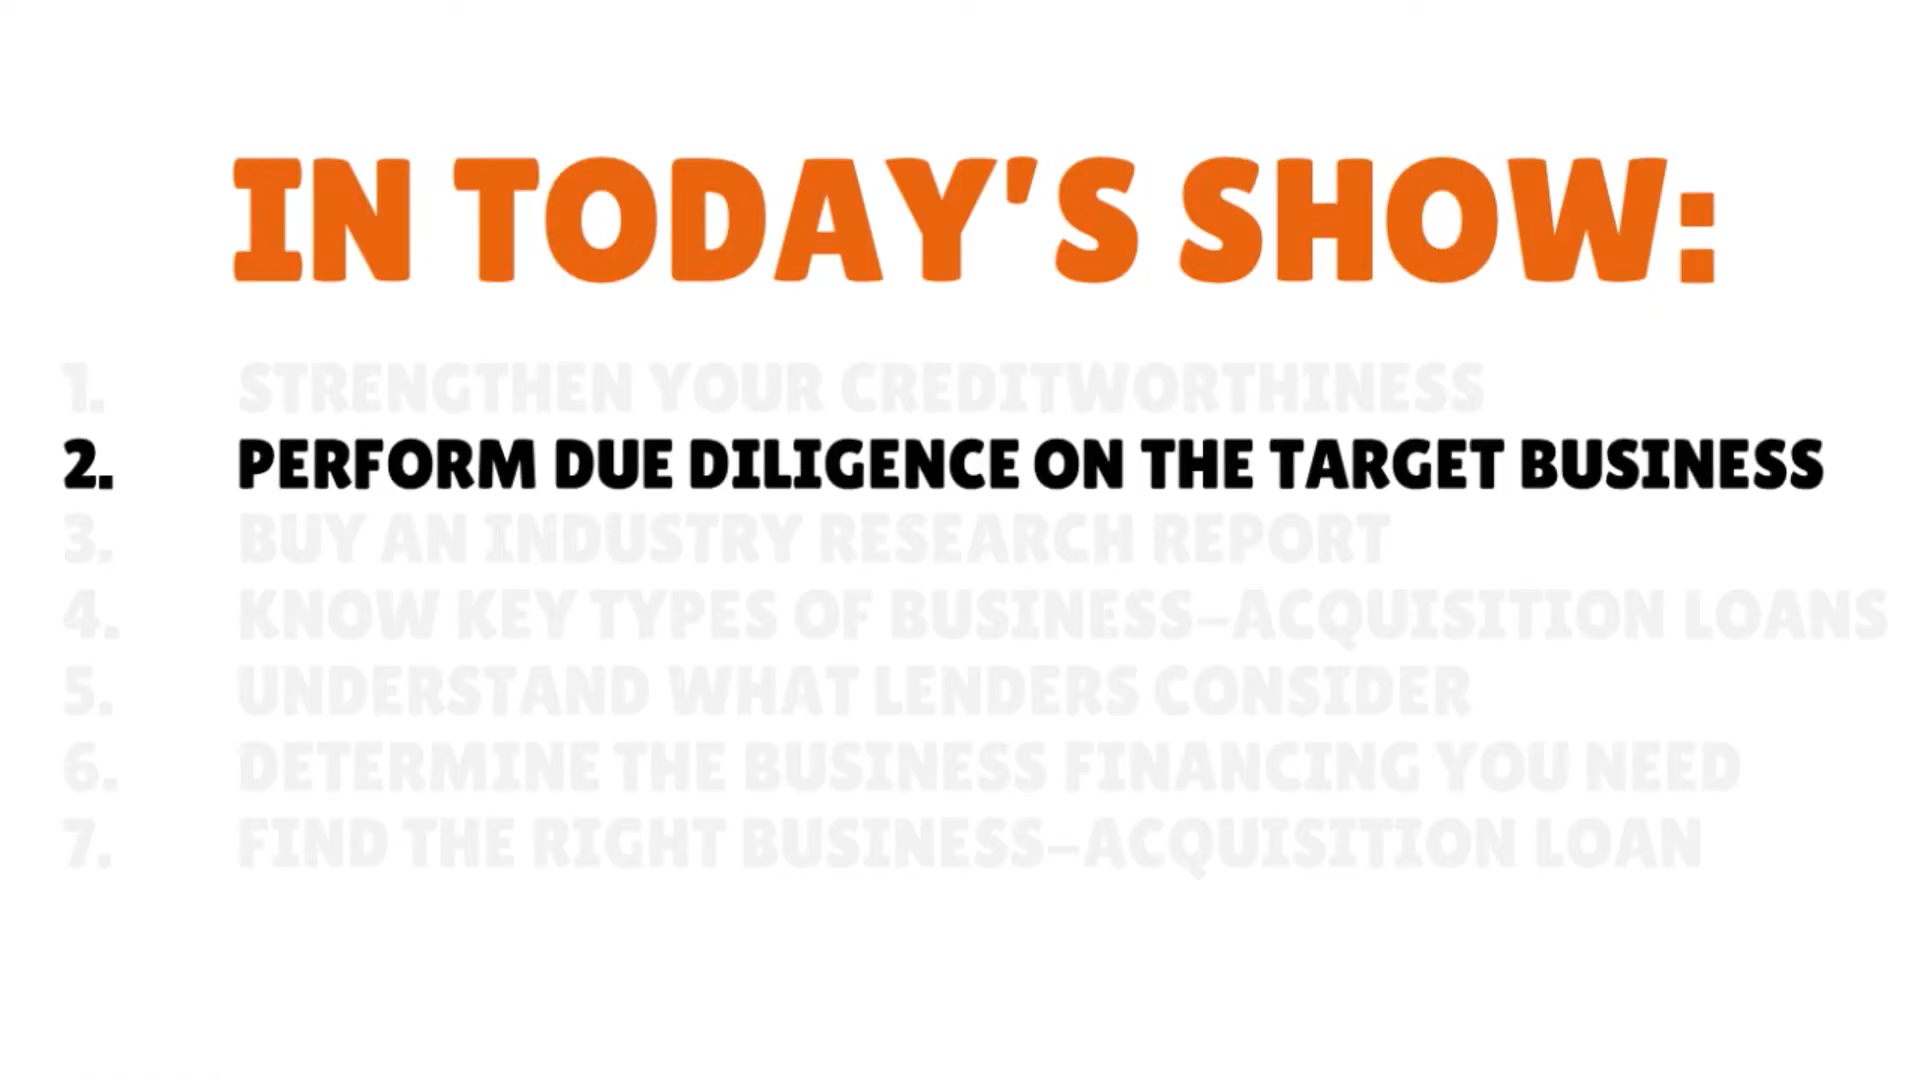 IN TODAY'S SHOW:
1. STRENGTHEN YOUR CREDITWORTHINESS
2. PERFORM DUE DILIGENCE ON THE TARGET BUSINESS
3. BUY AN INDUSTRY RESEARCH REPORT
4. KNOW KEY TYPES OF BUSINESS-ACQUISITION LOANS
5. UNDERSTAND WHAT LENDERS CONSIDER
6. DETERMINE THE BUSINESS FINANCING YOU NEED
7. FIND THE RIGHT BUSINESS-ACQUISITION LOAN